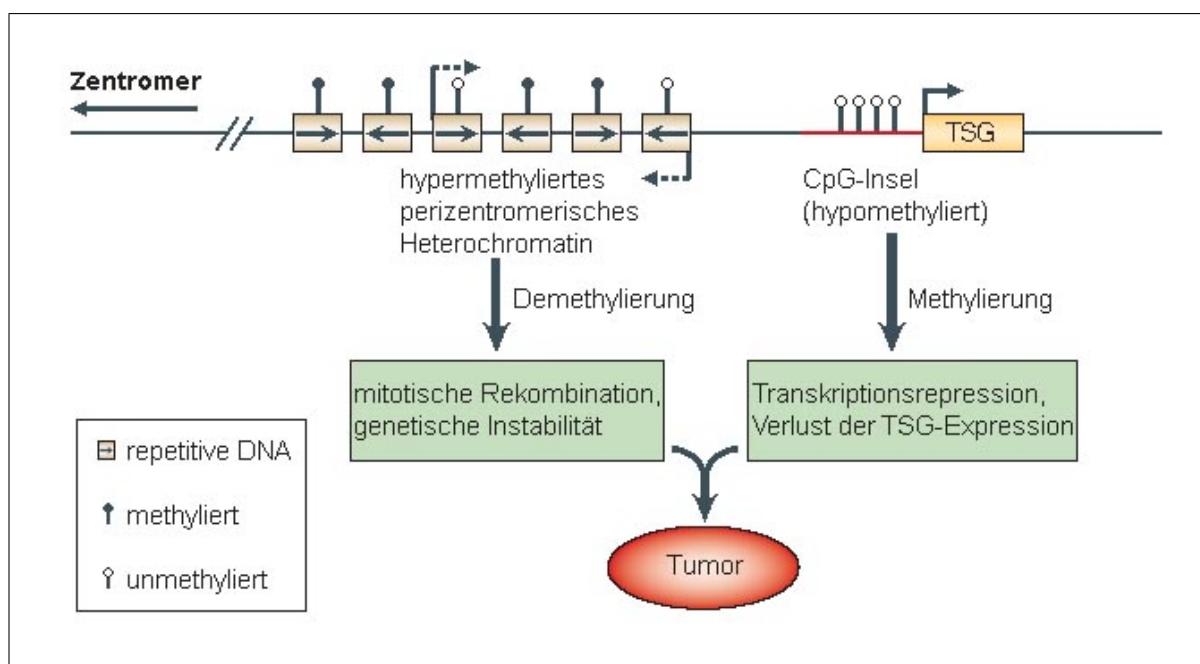 Zentromer
TSG
hypermethyliertes
perizentromerisches
Heterochromatin
CpG-Insel
(hypomethyliert)
Demethylierung
Methylierung
mitotische Rekombination,
genetische Instabilität
Transkriptionsrepression,
Verlust der TSG-Expression
repetitive DNA
methyliert
unmethyliert
Tumor